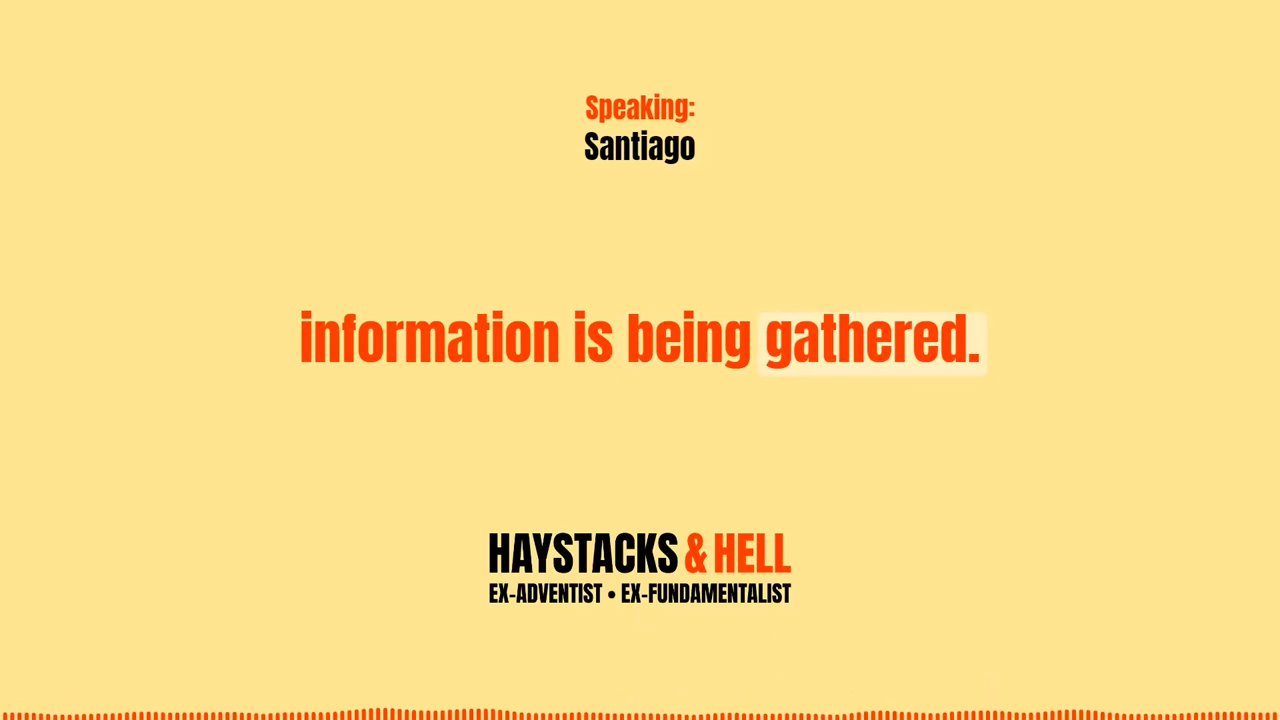 Speaking:
Santiago
information is being gathered.
HAYSTACKS & HELL
EX-ADVENTIST • EX-FUNDAMENTALIST